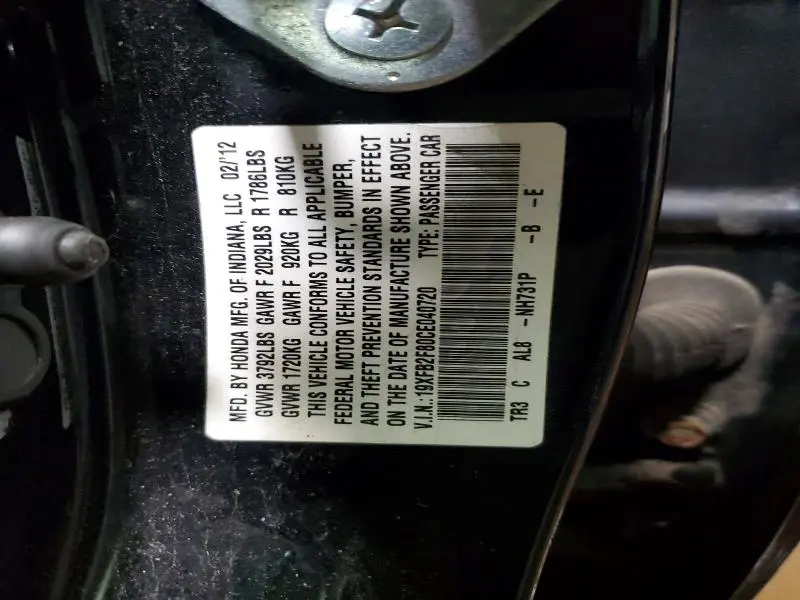 MFD. BY HONDA MFG. OF INDIANA, LLC 02/'12
GVWR 3792LBS GAWR F 2029LBS R 1786LBS
GVWR 1720KG GAWR F 920KG R 810KG
THIS VEHICLE CONFORMS TO ALL APPLICABLE
FEDERAL MOTOR VEHICLE SAFETY, BUMPER,
AND THEFT PREVENTION STANDARDS IN EFFECT
ON THE DATE OF MANUFACTURE SHOWN ABOVE.
V.I.N.:19XFB2F80CE040720 TYPE: PASSENGER CAR
TR3 C AL8 -NH731P -B -E